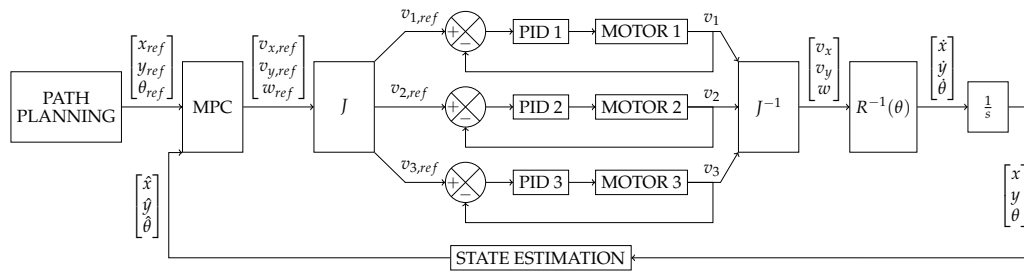 PATH
PLANNING
x_ref
y_ref
θ_ref
MPC
v_x,ref
v_y,ref
w_ref
J
v_1,ref
+
−
PID 1
MOTOR 1
v_1
v_2,ref
+
−
PID 2
MOTOR 2
v_2
v_3,ref
+
−
PID 3
MOTOR 3
v_3
J⁻¹
v_x
v_y
w
R⁻¹(θ)
ẋ
ẏ
θ̇
1/s
x
y
θ
STATE ESTIMATION
x̂
ŷ
θ̂